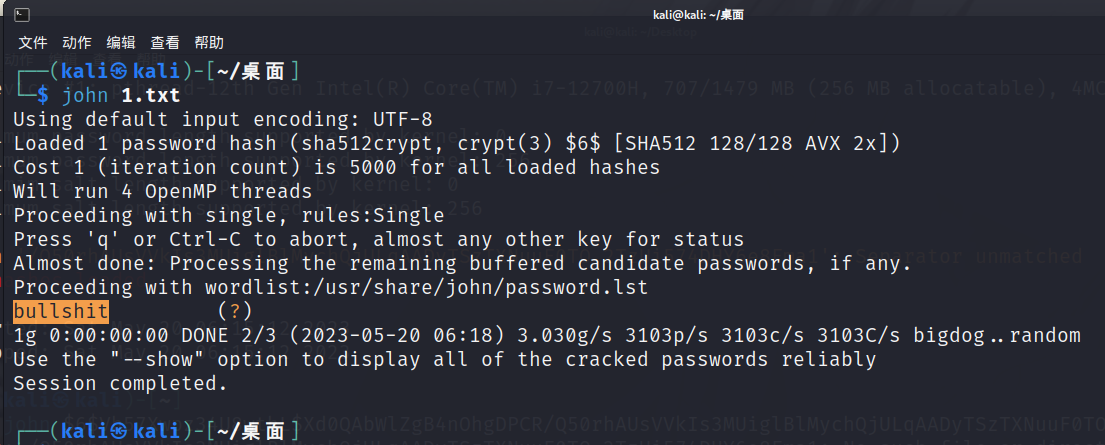 kali@kali: ~/桌面
文件 动作 编辑 查看 帮助
┌──(kali㉿kali)-[~/桌面]
└─$ john 1.txt
Using default input encoding: UTF-8
Loaded 1 password hash (sha512crypt, crypt(3) $6$ [SHA512 128/128 AVX 2x])
Cost 1 (iteration count) is 5000 for all loaded hashes
Will run 4 OpenMP threads
Proceeding with single, rules:Single
Press 'q' or Ctrl-C to abort, almost any other key for status
Almost done: Processing the remaining buffered candidate passwords, if any.
Proceeding with wordlist:/usr/share/john/password.lst
bullshit         (?)
1g 0:00:00:00 DONE 2/3 (2023-05-20 06:18) 3.030g/s 3103p/s 3103c/s 3103C/s bigdog..random
Use the "--show" option to display all of the cracked passwords reliably
Session completed.
┌──(kali㉿kali)-[~/桌面]